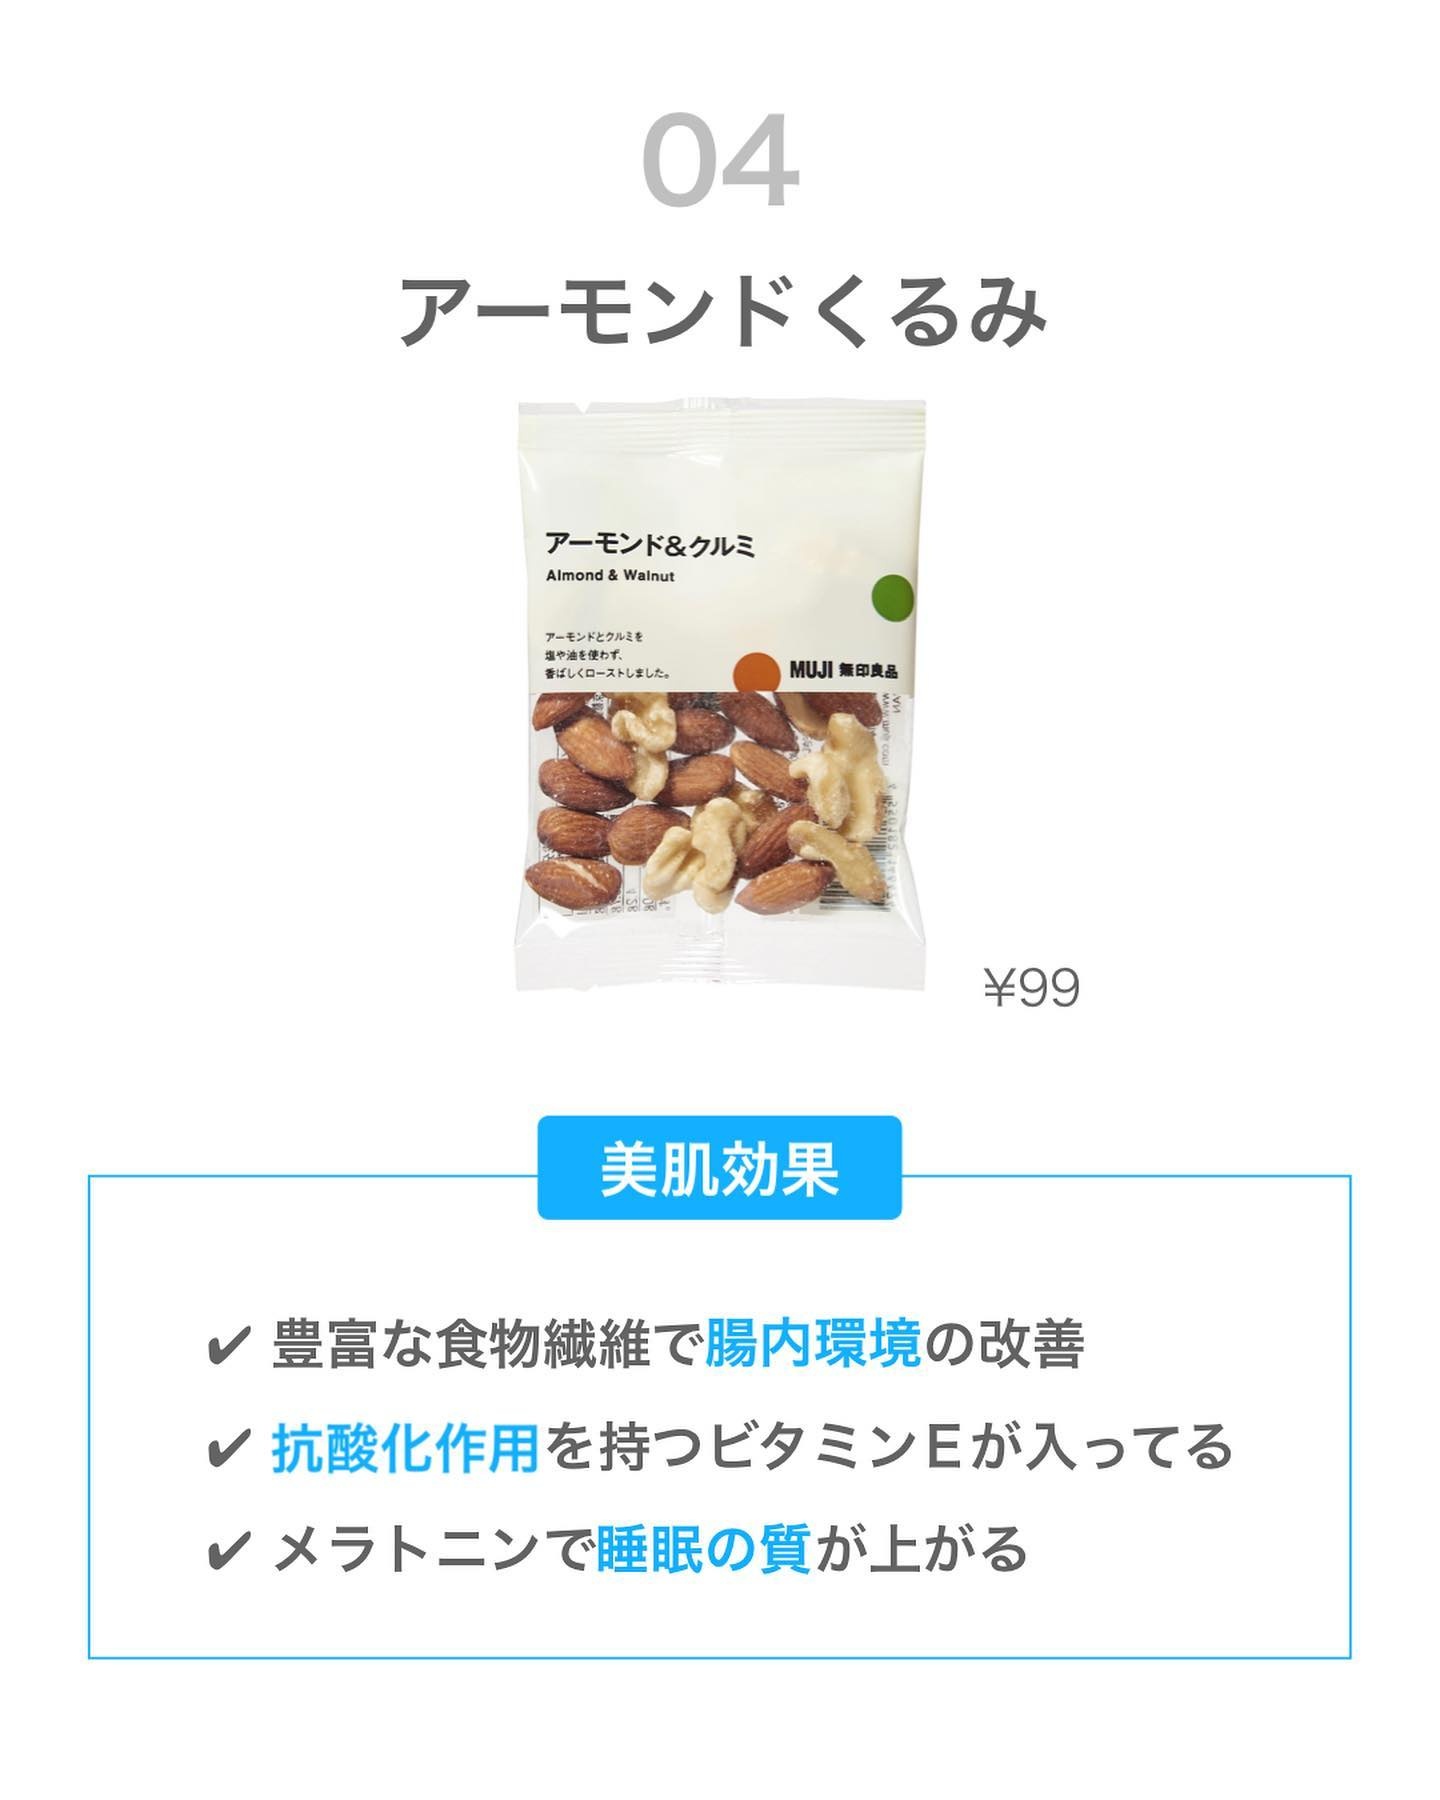 04
アーモンドくるみ
アーモンド&クルミ
Almond & Walnut
アーモンドとクルミを
塩や油を使わず、
香ばしくローストしました。
MUJI 無印良品
¥99
美肌効果
✔ 豊富な食物繊維で腸内環境の改善
✔ 抗酸化作用を持つビタミンEが入ってる
✔ メラトニンで睡眠の質が上がる